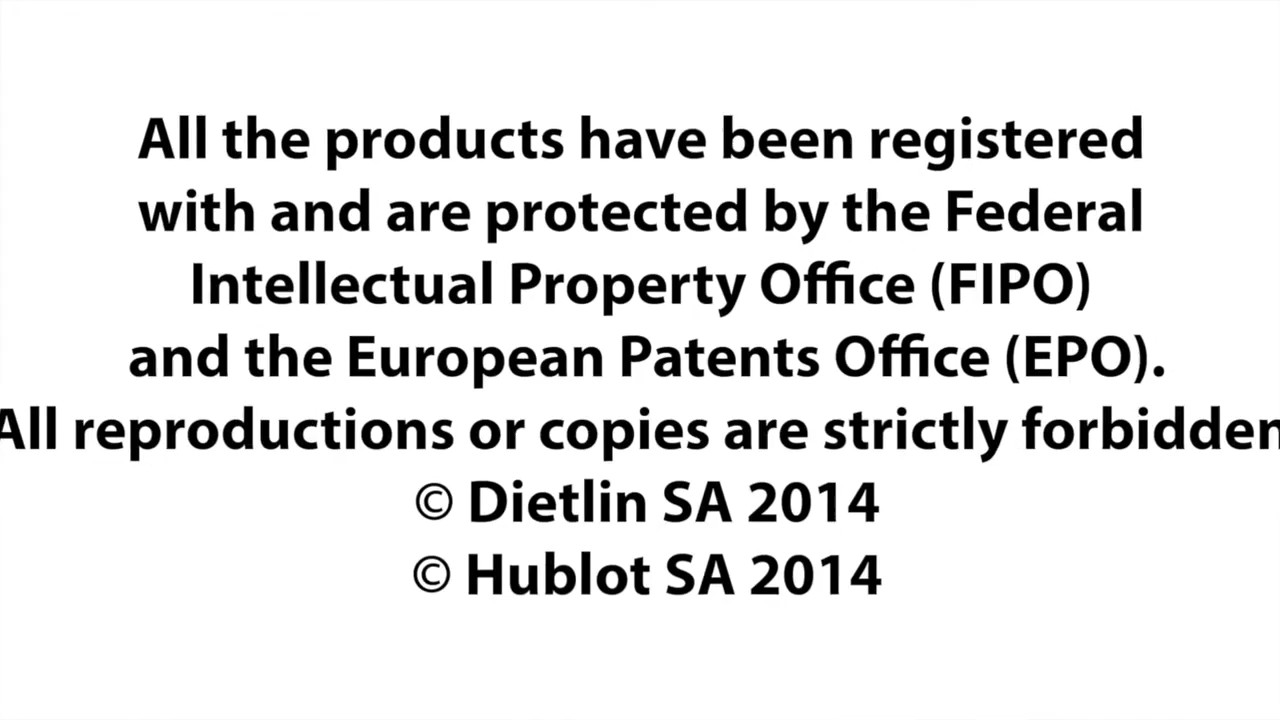 All the products have been registered
with and are protected by the Federal
Intellectual Property Office (FIPO)
and the European Patents Office (EPO).
All reproductions or copies are strictly forbidden
© Dietlin SA 2014
© Hublot SA 2014